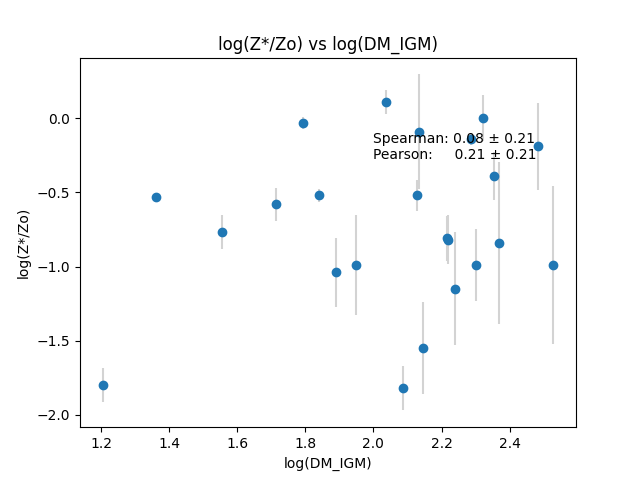 log(Z*/Zo) vs log(DM_IGM)
0.0
Spearman: 0.08 ± 0.21
Pearson: 0.21 ± 0.21
−0.5
−1.0
−1.5
−2.0
log(Z*/Zo)
1.2 1.4 1.6 1.8 2.0 2.2 2.4
log(DM_IGM)